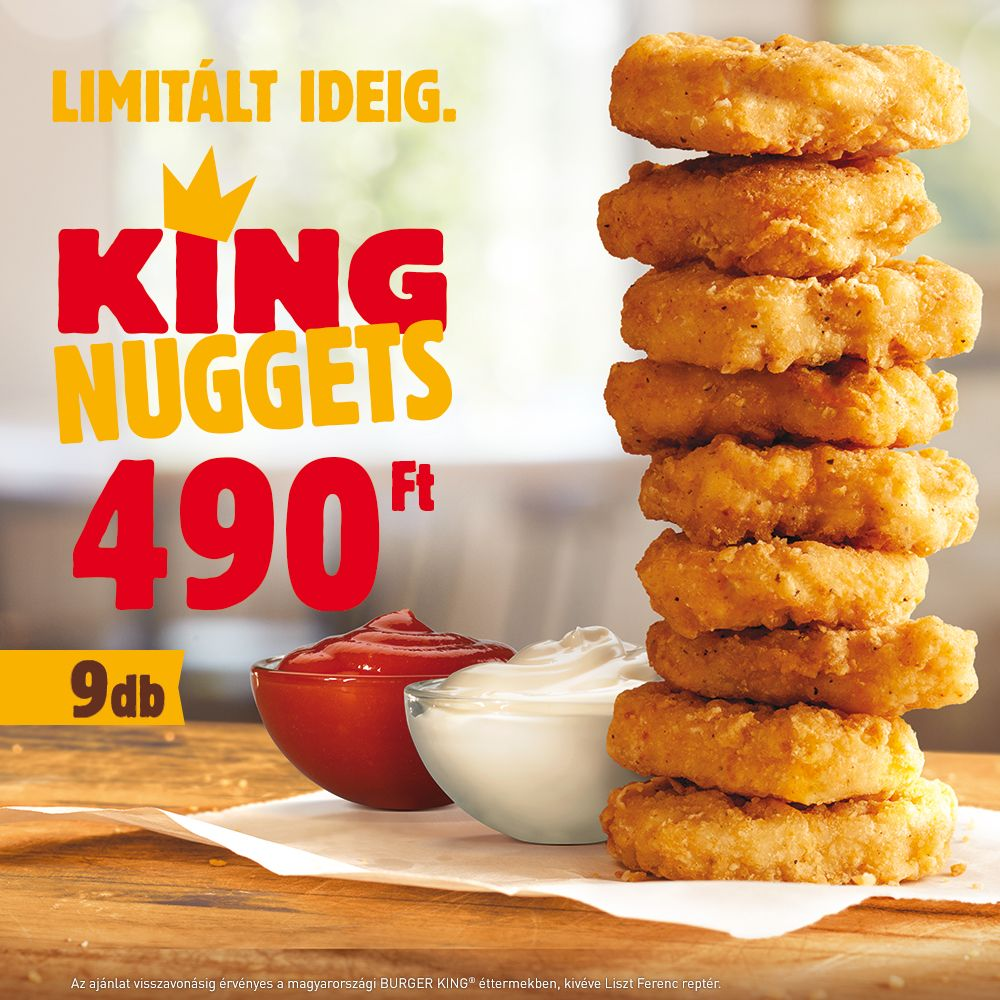 LIMITÁLT IDEIG.
KING
NUGGETS
490 Ft
9db
Az ajánlat visszavonásig érvényes a magyarországi BURGER KING® éttermekben, kivéve Liszt Ferenc reptér.